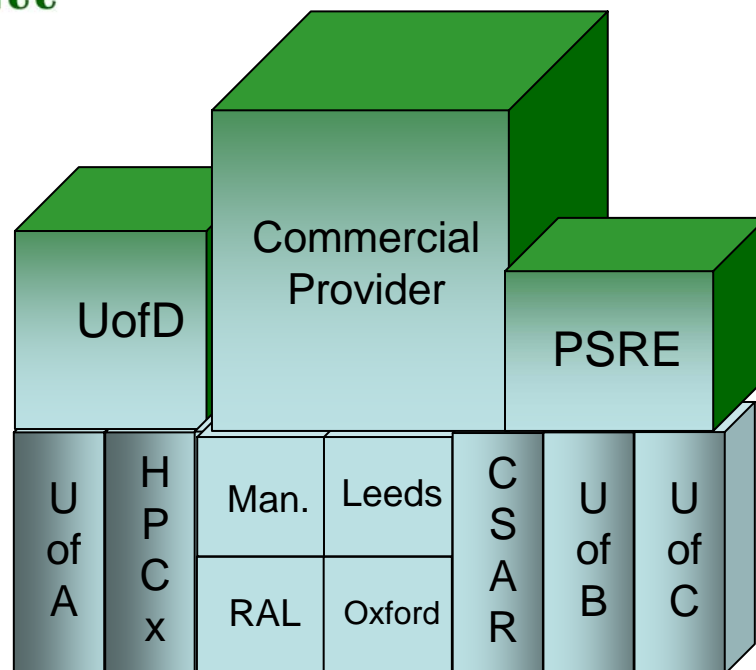 Commercial
Provider
UofD
PSRE
U
of
A
H
P
C
x
Man.
Leeds
RAL
Oxford
C
S
A
R
U
of
B
U
of
C